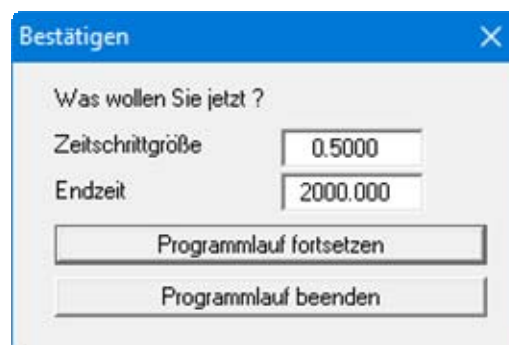 Bestätigen
Was wollen Sie jetzt ?
Zeitschrittgröße 0.5000
Endzeit 2000.000
Programmlauf fortsetzen
Programmlauf beenden